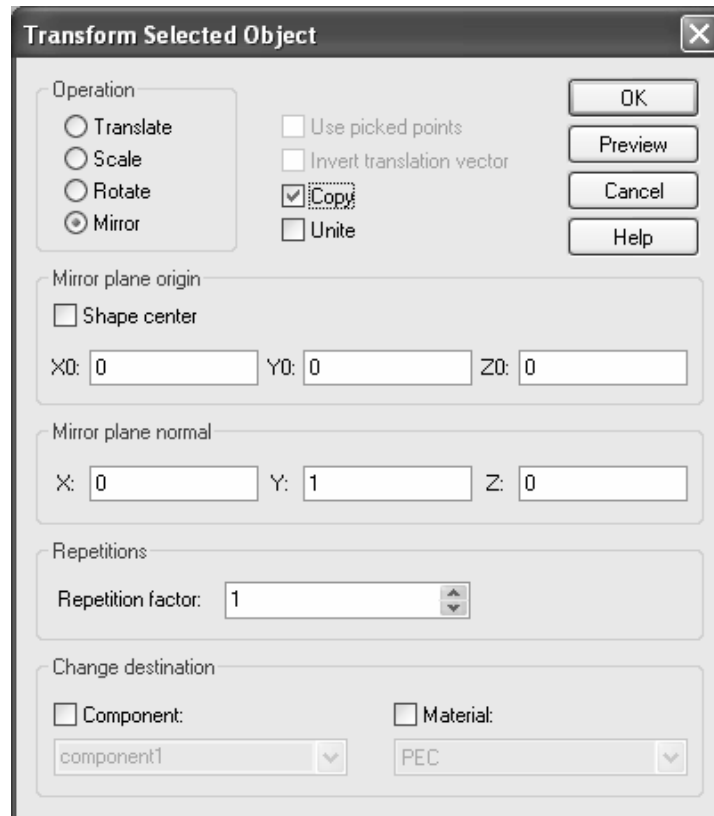 Transform Selected Object
Operation
Translate
Scale
Rotate
Mirror
Use picked points
Invert translation vector
Copy
Unite
OK
Preview
Cancel
Help
Mirror plane origin
Shape center
X0: 0 Y0: 0 Z0: 0
Mirror plane normal
X: 0 Y: 1 Z: 0
Repetitions
Repetition factor: 1
Change destination
Component: Material:
component1 PEC